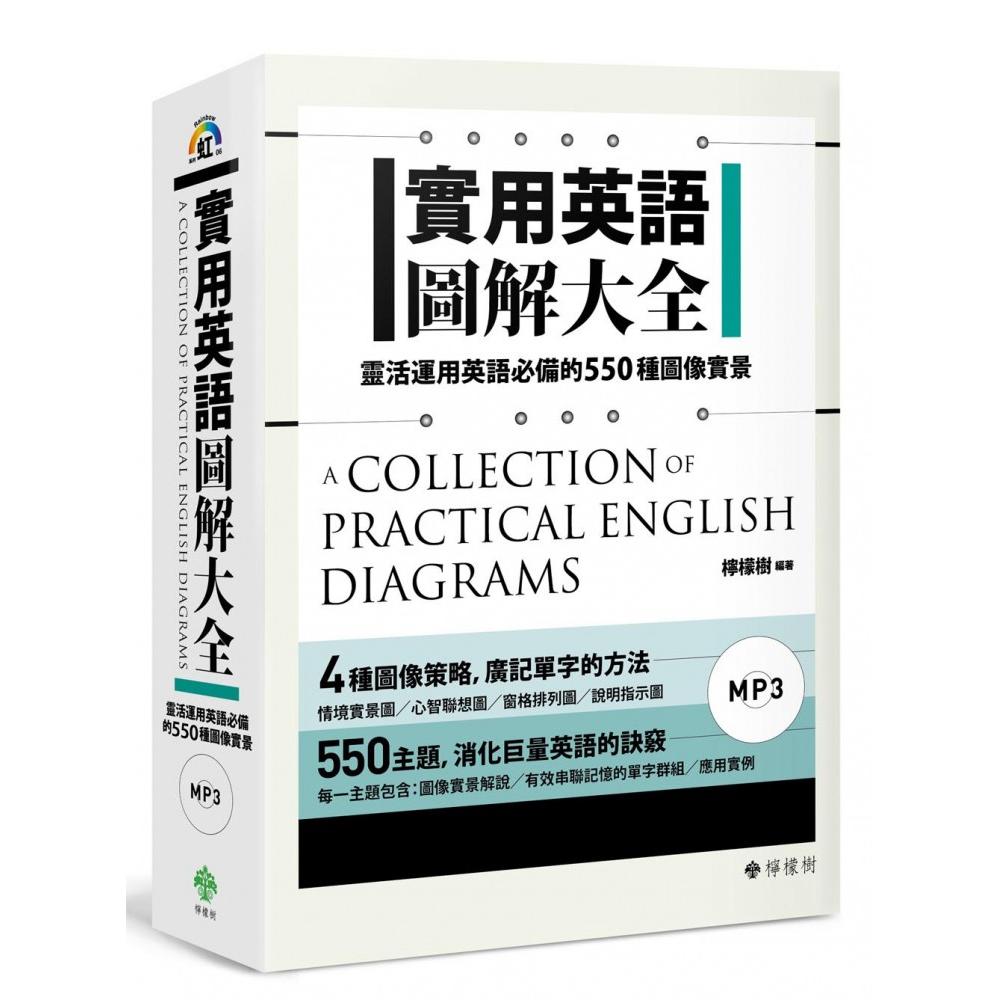 Rainbow
虹
系列 06
實用英語圖解大全
A COLLECTION OF PRACTICAL ENGLISH DIAGRAMS
靈活運用英語必備
的550種圖像實景
MP3
檸檬樹
實用英語
圖解大全
靈活運用英語必備的550種圖像實景
A COLLECTION OF
PRACTICAL ENGLISH
DIAGRAMS
檸檬樹 編著
4種圖像策略,廣記單字的方法
情境實景圖／心智聯想圖／窗格排列圖／說明指示圖
MP3
550主題,消化巨量英語的訣竅
每一主題包含:圖像實景解說／有效串聯記憶的單字群組／應用實例
檸檬樹